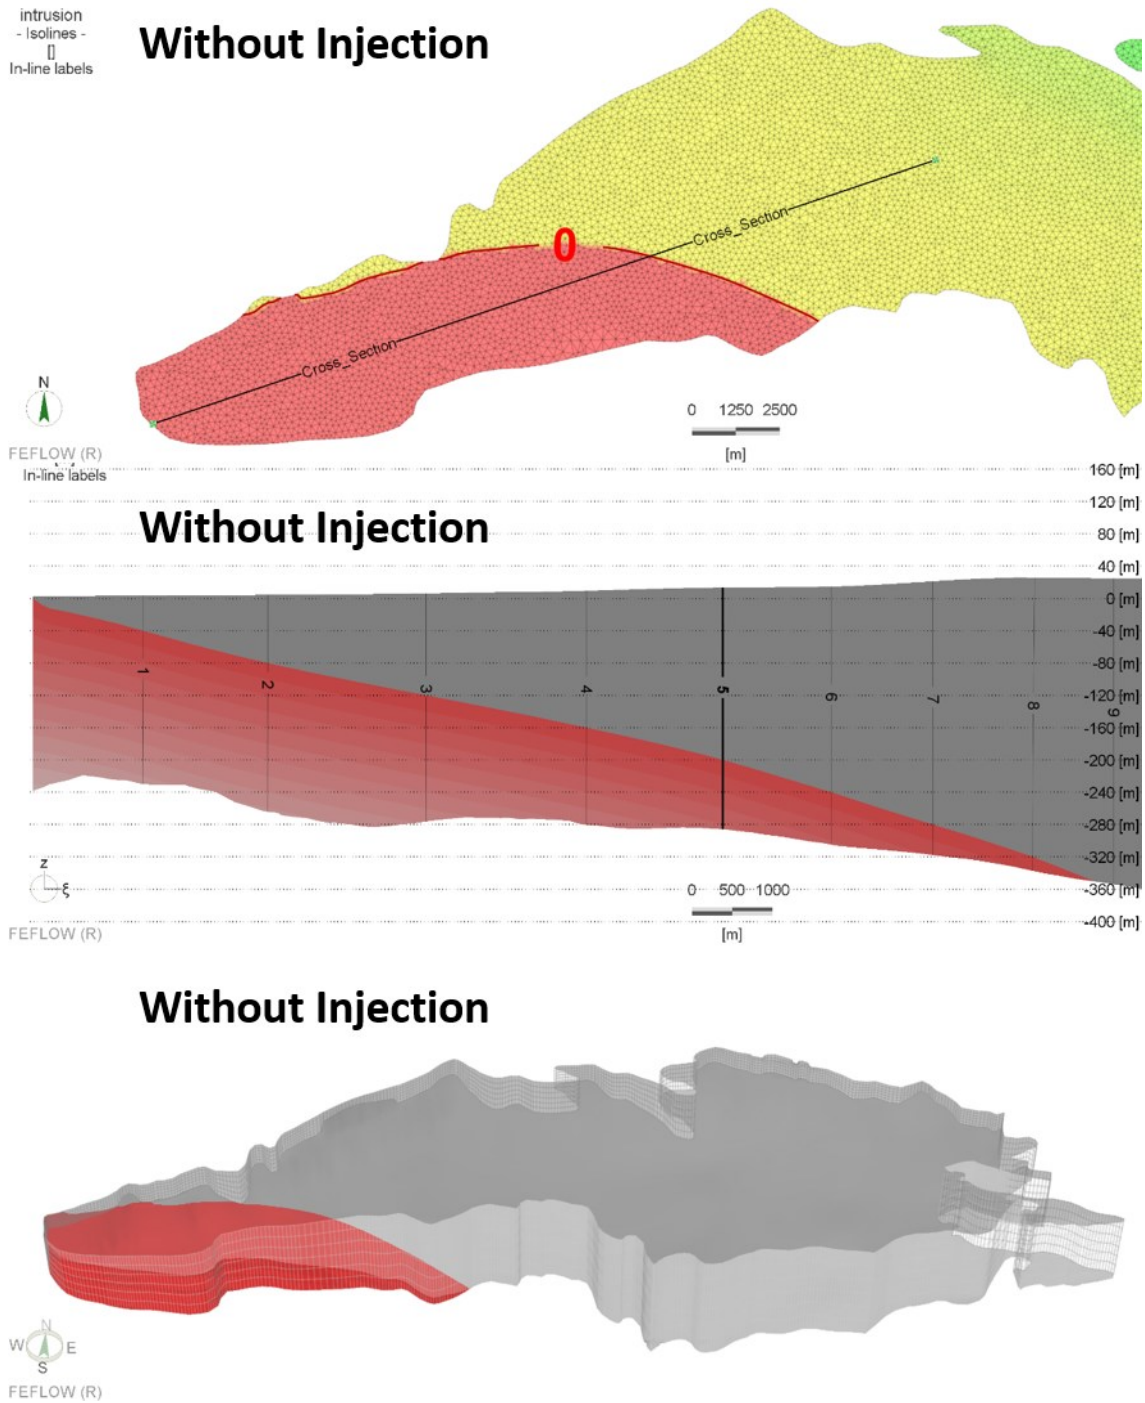 intrusion
- Isolines -
[]
In-line labels
Without Injection
0
Cross_Section
Cross_Section
N
0 1250 2500
[m]
FEFLOW (R)
In-line labels
160 [m]
Without Injection
120 [m]
80 [m]
40 [m]
0 [m]
-40 [m]
-80 [m]
-120 [m]
-160 [m]
-200 [m]
-240 [m]
-280 [m]
-320 [m]
-360 [m]
-400 [m]
1 2 3 4 5 6 7 8 9
z
ξ
0 500 1000
[m]
FEFLOW (R)
Without Injection
N
W E
S
FEFLOW (R)